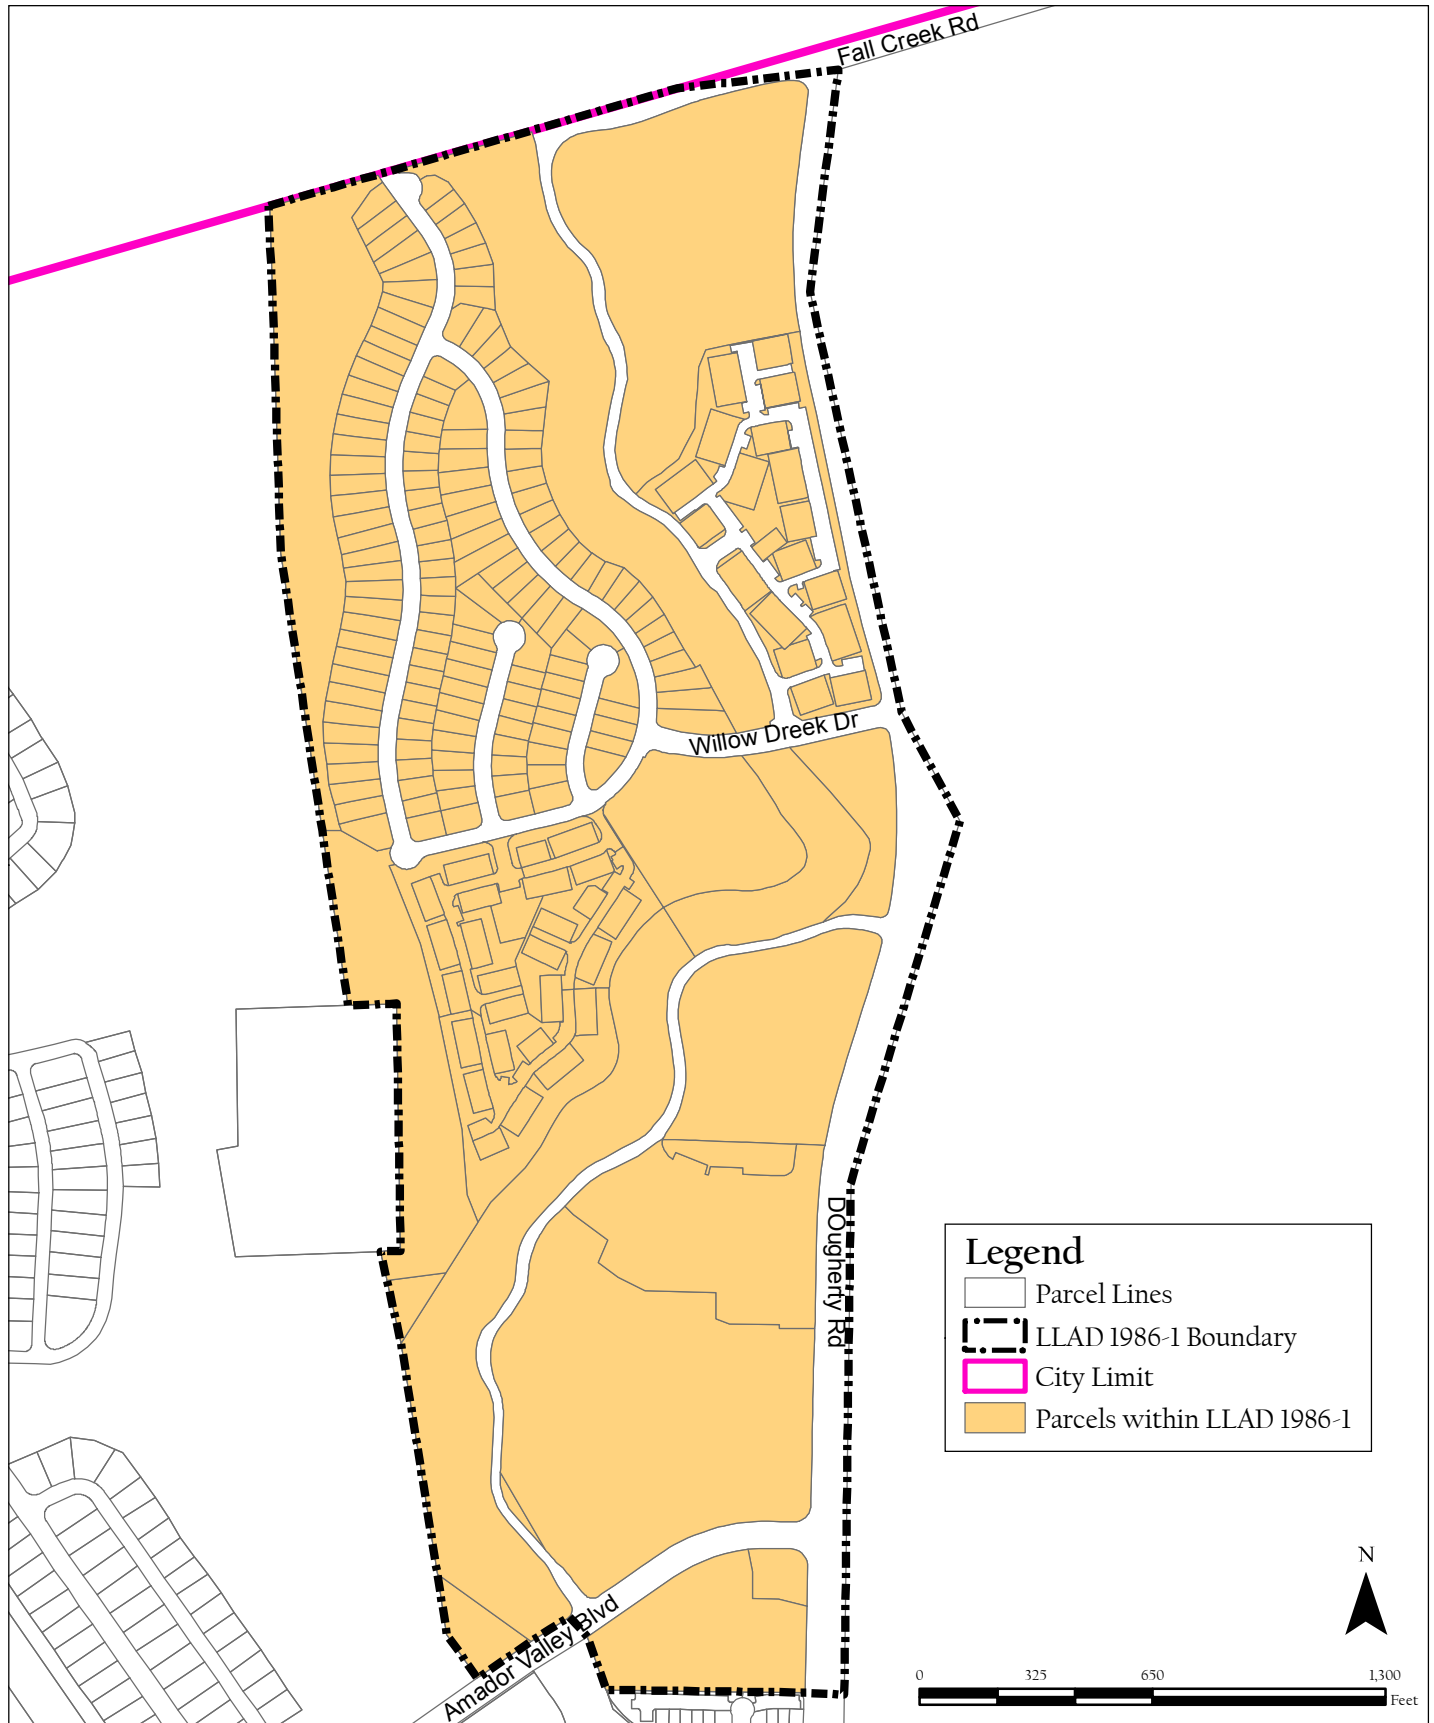 Fall Creek Rd
Willow Dreek Dr
DOugherty Rd
Amador Valley Blvd
Legend
Parcel Lines
LLAD 1986-1 Boundary
City Limit
Parcels within LLAD 1986-1
N
0 325 650 1,300
Feet